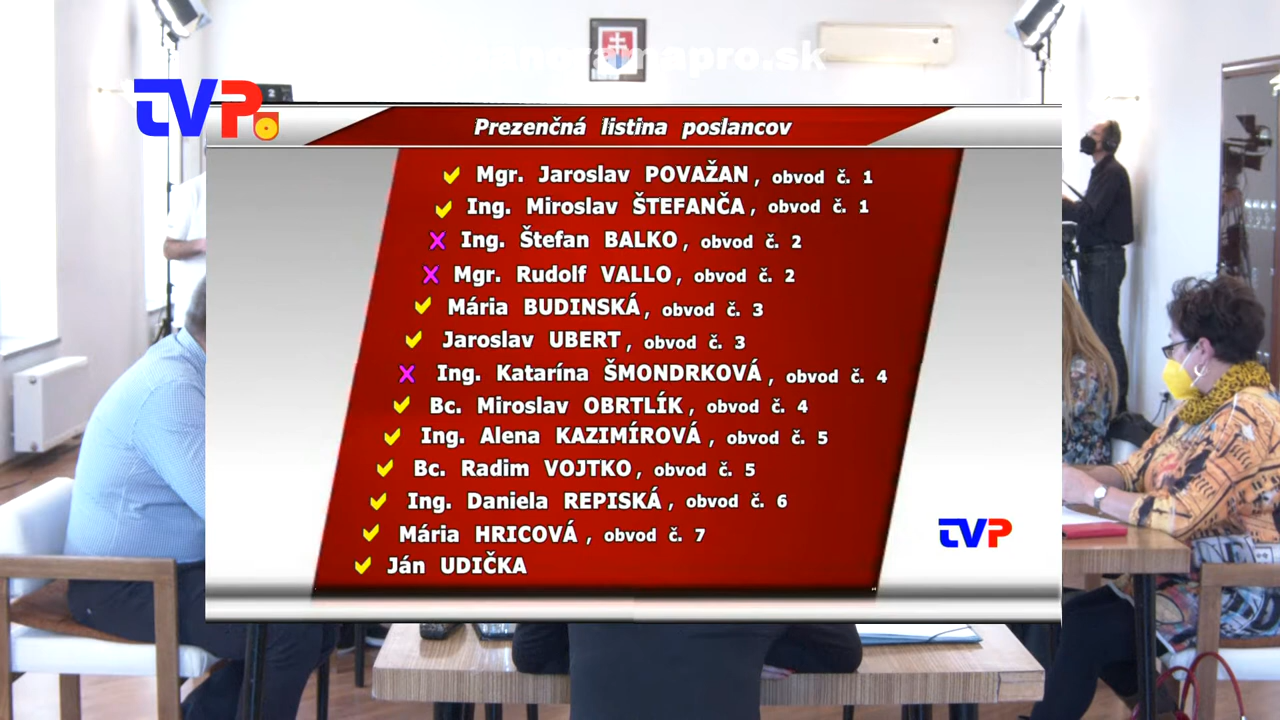 panoramapro.sk
TVP
Prezenčná listina poslancov
Mgr. Jaroslav POVAŽAN, obvod č. 1
Ing. Miroslav ŠTEFANČA, obvod č. 1
Ing. Štefan BALKO, obvod č. 2
Mgr. Rudolf VALLO, obvod č. 2
Mária BUDINSKÁ, obvod č. 3
Jaroslav UBERT, obvod č. 3
Ing. Katarína ŠMONDRKOVÁ, obvod č. 4
Bc. Miroslav OBRTLÍK, obvod č. 4
Ing. Alena KAZIMÍROVÁ, obvod č. 5
Bc. Radim VOJTKO, obvod č. 5
Ing. Daniela REPISKÁ, obvod č. 6
Mária HRICOVÁ, obvod č. 7
Ján UDIČKA
TVP